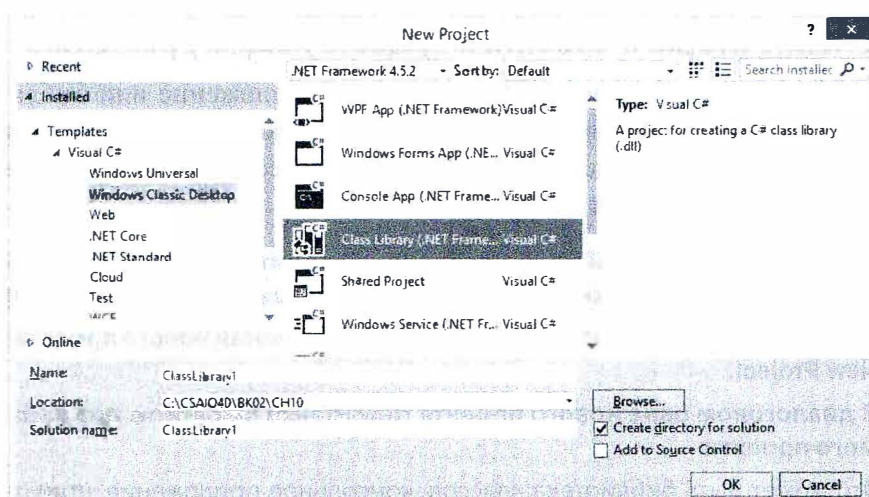 New Project
? ×
Recent
.NET Framework 4.5.2
Sort by: Default
Search Installed
Installed
Templates
Visual C#
Windows Universal
Windows Classic Desktop
Web
.NET Core
.NET Standard
Cloud
Test
WCF
Online
WPF App (.NET Framework) Visual C#
Windows Forms App (.NE... Visual C#
Console App (.NET Frame... Visual C#
Class Library (.NET Frame... Visual C#
Shared Project Visual C#
Windows Service (.NET Fr... Visual C#
Type: Visual C#
A project for creating a C# class library
(.dll)
Name: ClassLibrary1
Location: C:\CSAIO4D\BK02\CH10
Browse...
Solution name: ClassLibrary1
Create directory for solution
Add to Source Control
OK Cancel